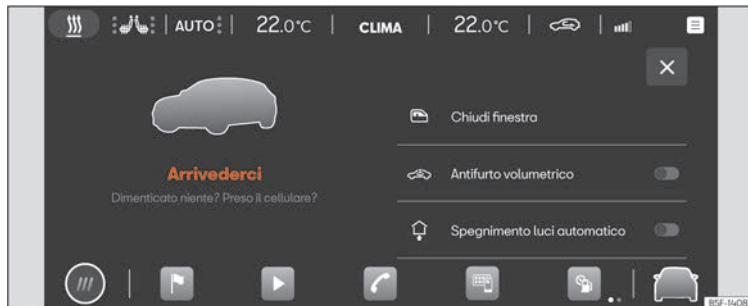 AUTO 22.0°C CLIMA 22.0°C
Chiudi finestra
Arrivederci
Antifurto volumetrico
Dimenticato niente? Preso il cellulare?
Spegnimento luci automatico
B5F-1408